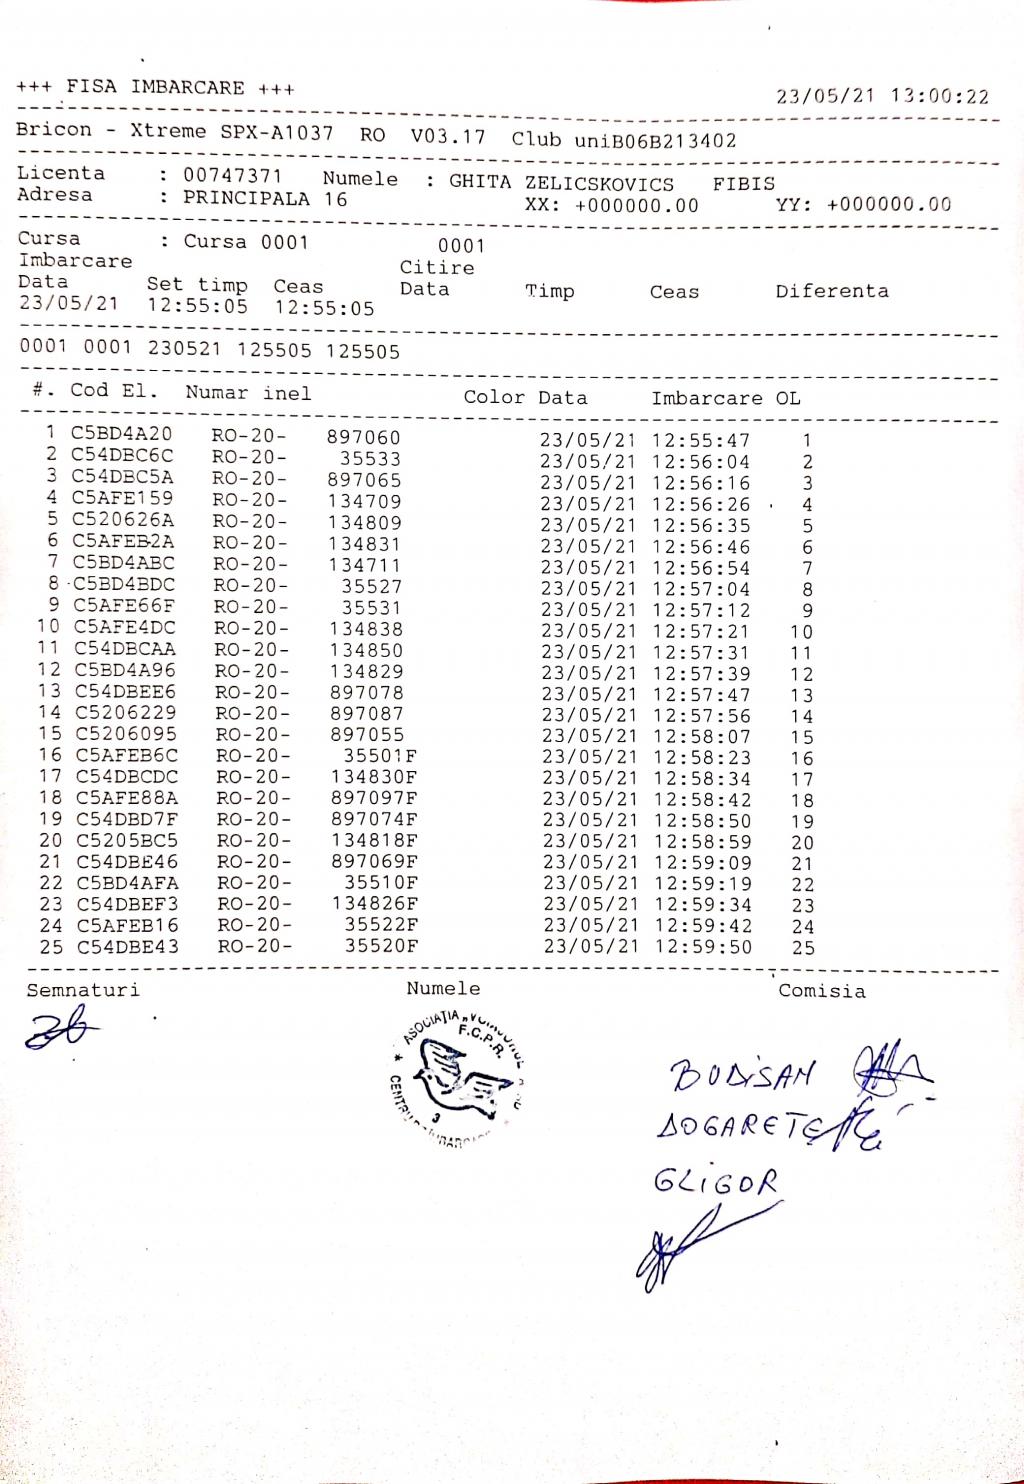 +++ FISA IMBARCARE +++ 23/05/21 13:00:22
Bricon - Xtreme SPX-A1037 RO V03.17 Club uniB06B213402
Licenta : 00747371 Numele : GHITA ZELICSKOVICS FIBIS
Adresa : PRINCIPALA 16 XX: +000000.00 YY: +000000.00
Cursa : Cursa 0001 0001
Imbarcare Citire
Data Set timp Ceas Data Timp Ceas Diferenta
23/05/21 12:55:05 12:55:05
0001 0001 230521 125505 125505
#. Cod El. Numar inel Color Data Imbarcare OL
1 C5BD4A20 RO-20- 897060 23/05/21 12:55:47 1
2 C54DBC6C RO-20- 35533 23/05/21 12:56:04 2
3 C54DBC5A RO-20- 897065 23/05/21 12:56:16 3
4 C5AFE159 RO-20- 134709 23/05/21 12:56:26 4
5 C520626A RO-20- 134809 23/05/21 12:56:35 5
6 C5AFEB2A RO-20- 134831 23/05/21 12:56:46 6
7 C5BD4ABC RO-20- 134711 23/05/21 12:56:54 7
8 C5BD4BDC RO-20- 35527 23/05/21 12:57:04 8
9 C5AFE66F RO-20- 35531 23/05/21 12:57:12 9
10 C5AFE4DC RO-20- 134838 23/05/21 12:57:21 10
11 C54DBCAA RO-20- 134850 23/05/21 12:57:31 11
12 C5BD4A96 RO-20- 134829 23/05/21 12:57:39 12
13 C54DBEE6 RO-20- 897078 23/05/21 12:57:47 13
14 C5206229 RO-20- 897087 23/05/21 12:57:56 14
15 C5206095 RO-20- 897055 23/05/21 12:58:07 15
16 C5AFEB6C RO-20- 35501F 23/05/21 12:58:23 16
17 C54DBCDC RO-20- 134830F 23/05/21 12:58:34 17
18 C5AFE88A RO-20- 897097F 23/05/21 12:58:42 18
19 C54DBD7F RO-20- 897074F 23/05/21 12:58:50 19
20 C5205BC5 RO-20- 134818F 23/05/21 12:58:59 20
21 C54DBE46 RO-20- 897069F 23/05/21 12:59:09 21
22 C5BD4AFA RO-20- 35510F 23/05/21 12:59:19 22
23 C54DBEF3 RO-20- 134826F 23/05/21 12:59:34 23
24 C5AFEB16 RO-20- 35522F 23/05/21 12:59:42 24
25 C54DBE43 RO-20- 35520F 23/05/21 12:59:50 25
Semnaturi Numele Comisia
ASOCIAȚIA
F.C.P.R.
3
BUDiSAN
DOGARETE
GLiGOR